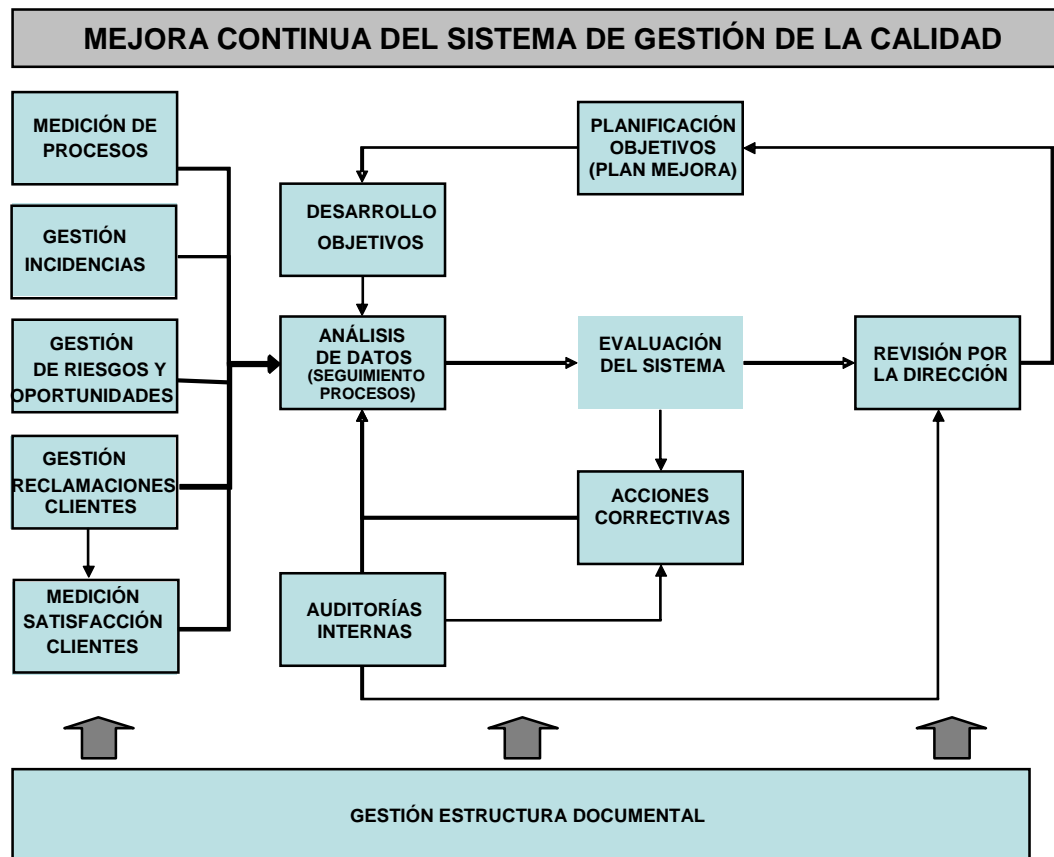 MEJORA CONTINUA DEL SISTEMA DE GESTIÓN DE LA CALIDAD
MEDICIÓN DE
PROCESOS
GESTIÓN
INCIDENCIAS
GESTIÓN
DE RIESGOS Y
OPORTUNIDADES
GESTIÓN
RECLAMACIONES
CLIENTES
MEDICIÓN
SATISFACCIÓN
CLIENTES
PLANIFICACIÓN
OBJETIVOS
(PLAN MEJORA)
DESARROLLO
OBJETIVOS
ANÁLISIS
DE DATOS
(SEGUIMIENTO
PROCESOS)
EVALUACIÓN
DEL SISTEMA
REVISIÓN POR
LA DIRECCIÓN
ACCIONES
CORRECTIVAS
AUDITORÍAS
INTERNAS
GESTIÓN ESTRUCTURA DOCUMENTAL